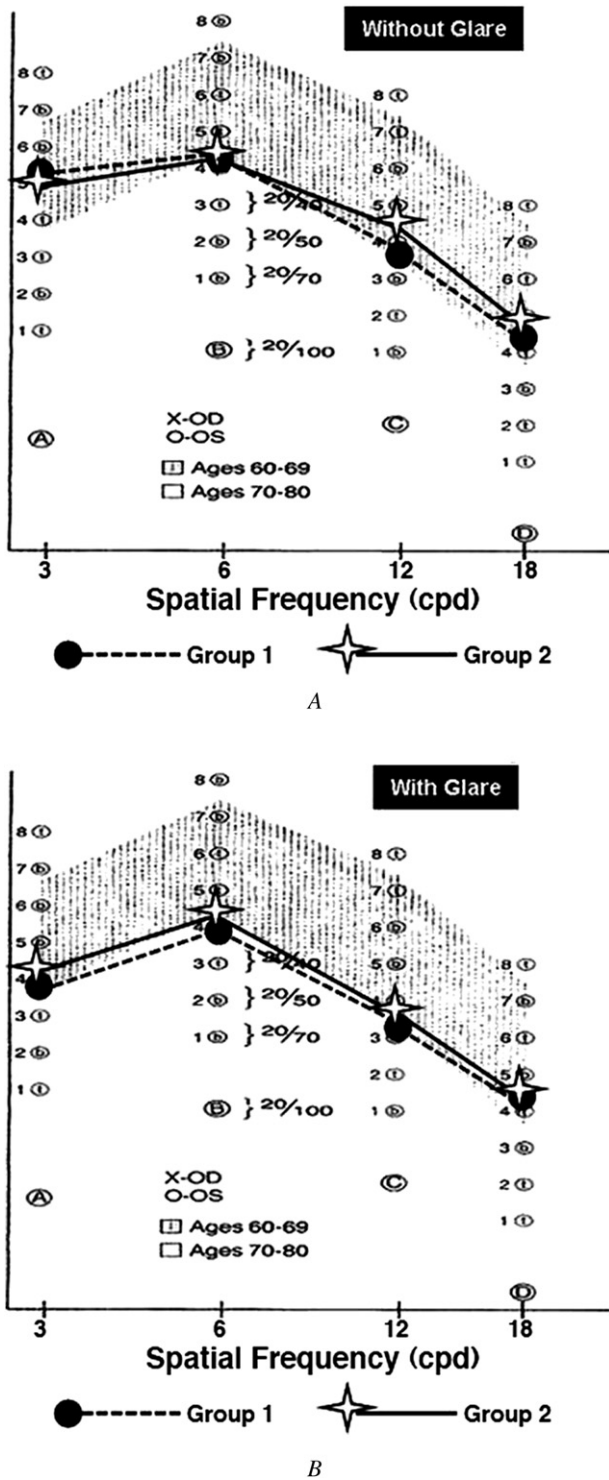 8 b
Without Glare
7 b
8 t
8 t
6 t
7 b
5
7
8 t
6
6 b
4
5
5
7 b
4 t
3 t } 20/40
6 t
3 t
2 b } 20/50
3 b
2 b
1 b } 20/70
2 t
1 t
B } 20/100
1 b
4 t
3 b
X-OD
O-OS
A
C
2 t
Ages 60-69
1 t
Ages 70-80
D
3 6 12 18
Spatial Frequency (cpd)
Group 1 Group 2
A
8 b
With Glare
7 b
8 t
6 t
8 t
7 b
5
7
6 b
4
6 b
5
3 t } 20/40
5 b
8 t
4
2 b } 20/50
7 b
3 t
1 b } 20/70
3
6 t
2 b
2 t
5 b
1 t
B } 20/100
1 b
4 t
3 b
X-OD
O-OS
A
C
2 t
Ages 60-69
1 t
Ages 70-80
D
3 6 12 18
Spatial Frequency (cpd)
Group 1 Group 2
B